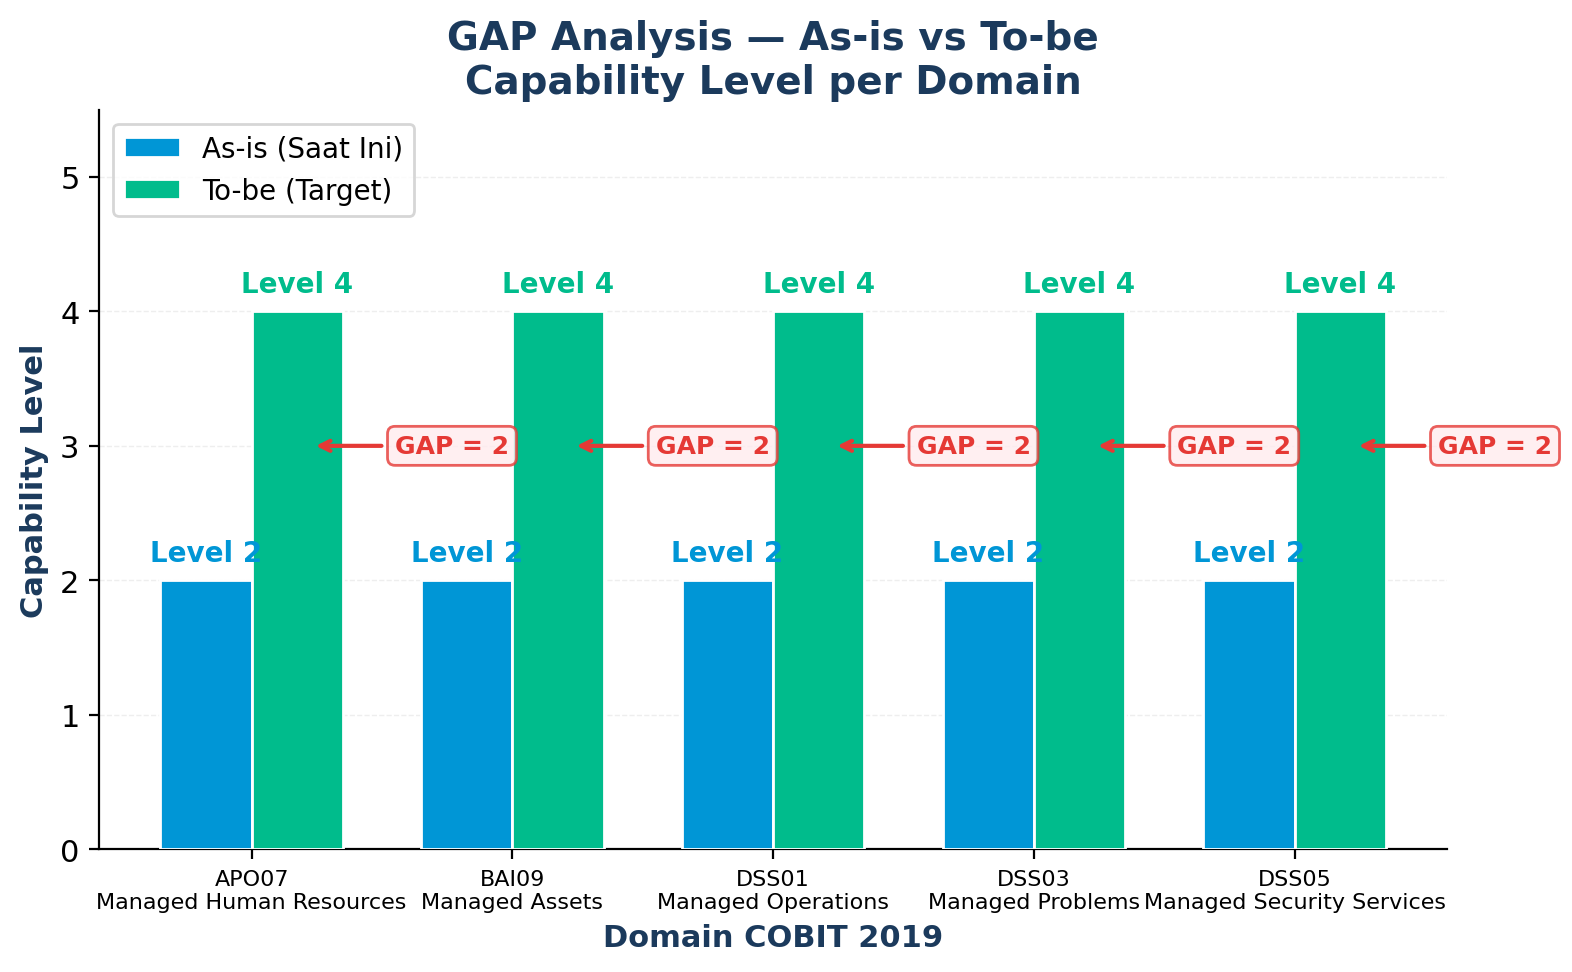 GAP Analysis — As-is vs To-be
Capability Level per Domain
As-is (Saat Ini)
To-be (Target)
Capability Level
5
4
3
2
1
0
Level 4
Level 4
Level 4
Level 4
Level 4
GAP = 2
GAP = 2
GAP = 2
GAP = 2
GAP = 2
Level 2
Level 2
Level 2
Level 2
Level 2
APO07
Managed Human Resources
BAI09
Managed Assets
DSS01
Managed Operations
DSS03
Managed Problems
DSS05
Managed Security Services
Domain COBIT 2019